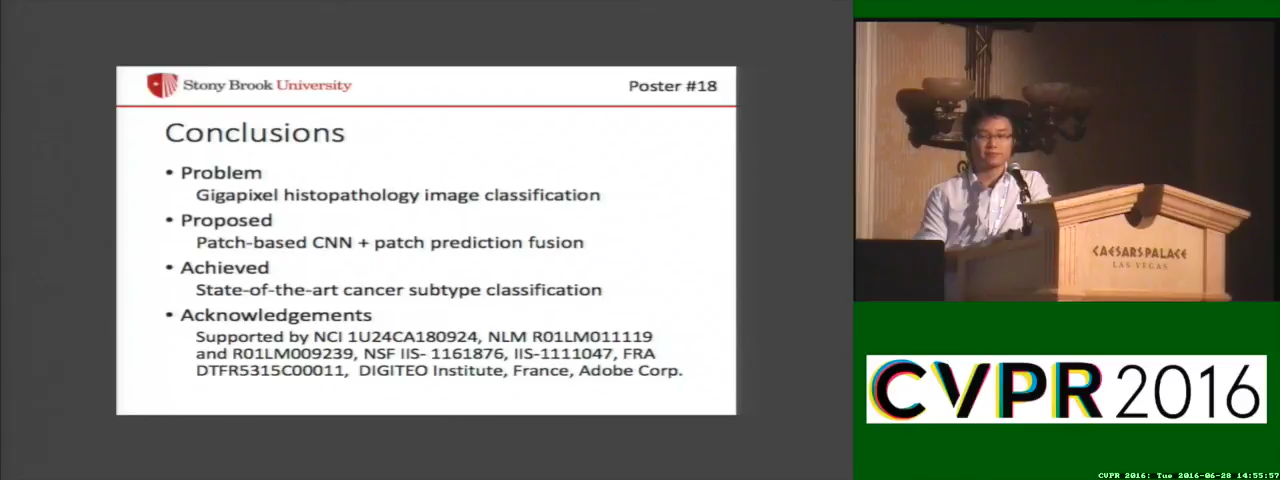 Stony Brook University
Poster #18
Conclusions
• Problem
Gigapixel histopathology image classification
• Proposed
Patch-based CNN + patch prediction fusion
• Achieved
State-of-the-art cancer subtype classification
• Acknowledgements
Supported by NCI 1U24CA180924, NLM R01LM011119
and R01LM009239, NSF IIS- 1161876, IIS-1111047, FRA
DTFR5315C00011, DIGITEO Institute, France, Adobe Corp.
CAESARS PALACE
LAS VEGAS
CVPR 2016
CVPR 2016: Tue 2016-06-28 14:55:57